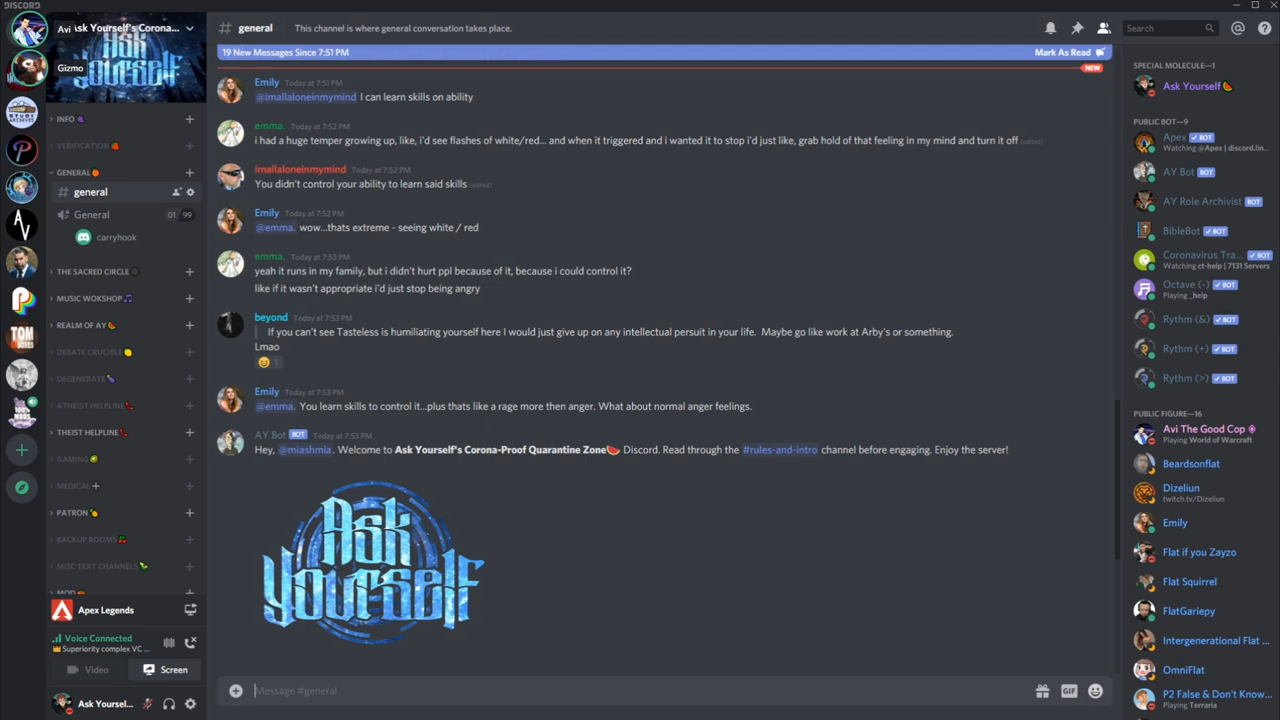 DISCORD
Avi
Ask Yourself's Corona...
Gizmo
ASK YOURSELF
STUDY ARCHIVES
P
AV
TOM BOYES
100% MODS
INFO
VERIFICATION
GENERAL
# general
General 01 99
carryhook
THE SACRED CIRCLE
MUSIC WOKSHOP
REALM OF AY
DEBATE CRUCIBLE
DEGENERATE
ATHEIST HELPLINE
THEIST HELPLINE
GAMING
MEDICAL
PATRON
BACKUP ROOMS
MISC TEXT CHANNELS
MOD
Apex Legends
Voice Connected
Superiority complex VC ...
Video Screen
Ask Yoursel...
# general This channel is where general conversation takes place.
Search
19 New Messages Since 7:51 PM Mark As Read
NEW
Emily Today at 7:51 PM
@imallaloneinmymind I can learn skills on ability
emma. Today at 7:52 PM
i had a huge temper growing up, like, i'd see flashes of white/red... and when it triggered and i wanted it to stop i'd just like, grab hold of that feeling in my mind and turn it off (edited)
imallaloneinmymind Today at 7:52 PM
You didn't control your ability to learn said skills (edited)
Emily Today at 7:52 PM
@emma. wow...thats extreme - seeing white / red
emma. Today at 7:53 PM
yeah it runs in my family, but i didn't hurt ppl because of it, because i could control it?
like if it wasn't appropriate i'd just stop being angry
beyond Today at 7:53 PM
If you can't see Tasteless is humiliating yourself here I would just give up on any intellectual persuit in your life. Maybe go like work at Arby's or something.
Lmao
1
Emily Today at 7:53 PM
@emma. You learn skills to control it...plus thats like a rage more then anger. What about normal anger feelings.
AY Bot BOT Today at 7:53 PM
Hey, @miashmia. Welcome to Ask Yourself's Corona-Proof Quarantine Zone Discord. Read through the #rules-and-intro channel before engaging. Enjoy the server!
Ask
Yourself
Message #general
GIF
SPECIAL MOLECULE—1
Ask Yourself
PUBLIC BOT—9
Apex BOT
Watching @Apex | discord.lin...
AY Bot BOT
AY Role Archivist BOT
BibleBot BOT
Coronavirus Tra... BOT
Watching ct-help | 7131 Servers
Octave (-) BOT
Playing _help
Rythm (&) BOT
Rythm (+) BOT
Rythm (>) BOT
PUBLIC FIGURE—16
Avi The Good Cop
Playing World of Warcraft
Beardsonflat
Dizeliun
twitch.tv/Dizeliun
Emily
Flat if you Zayzo
Flat Squirrel
FlatGariepy
Intergenerational Flat ...
OmniFlat
P2 False & Don't Know...
Playing Terraria